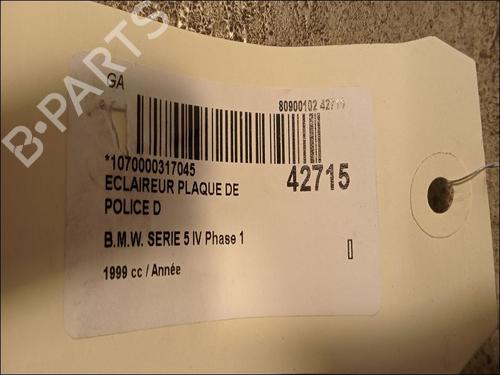 GA
80900102 42715
*1070000317045
ECLAIREUR PLAQUE DE
POLICE D
42715
B.M.W. SERIE 5 IV Phase 1
1999 cc / Année
B-PARTS